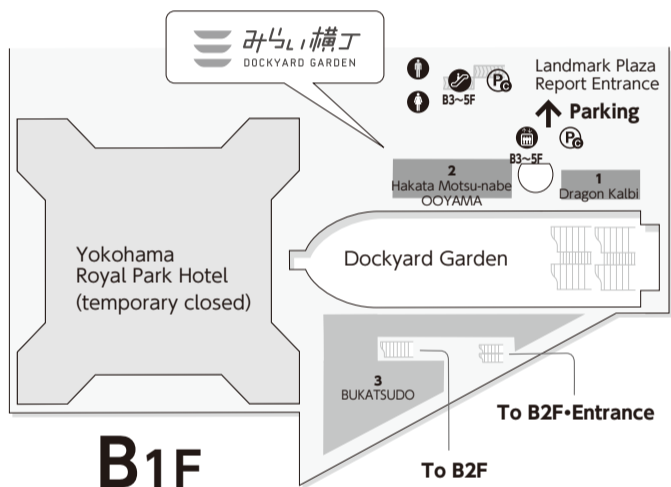 みらい横丁
DOCKYARD GARDEN
B3~5F
P
C
Landmark Plaza
Report Entrance
Parking
B3~5F
P
C
2
Hakata Motsu-nabe
OOYAMA
1
Dragon Kalbi
Yokohama
Royal Park Hotel
(temporary closed)
Dockyard Garden
3
BUKATSUDO
To B2F•Entrance
To B2F
B1F